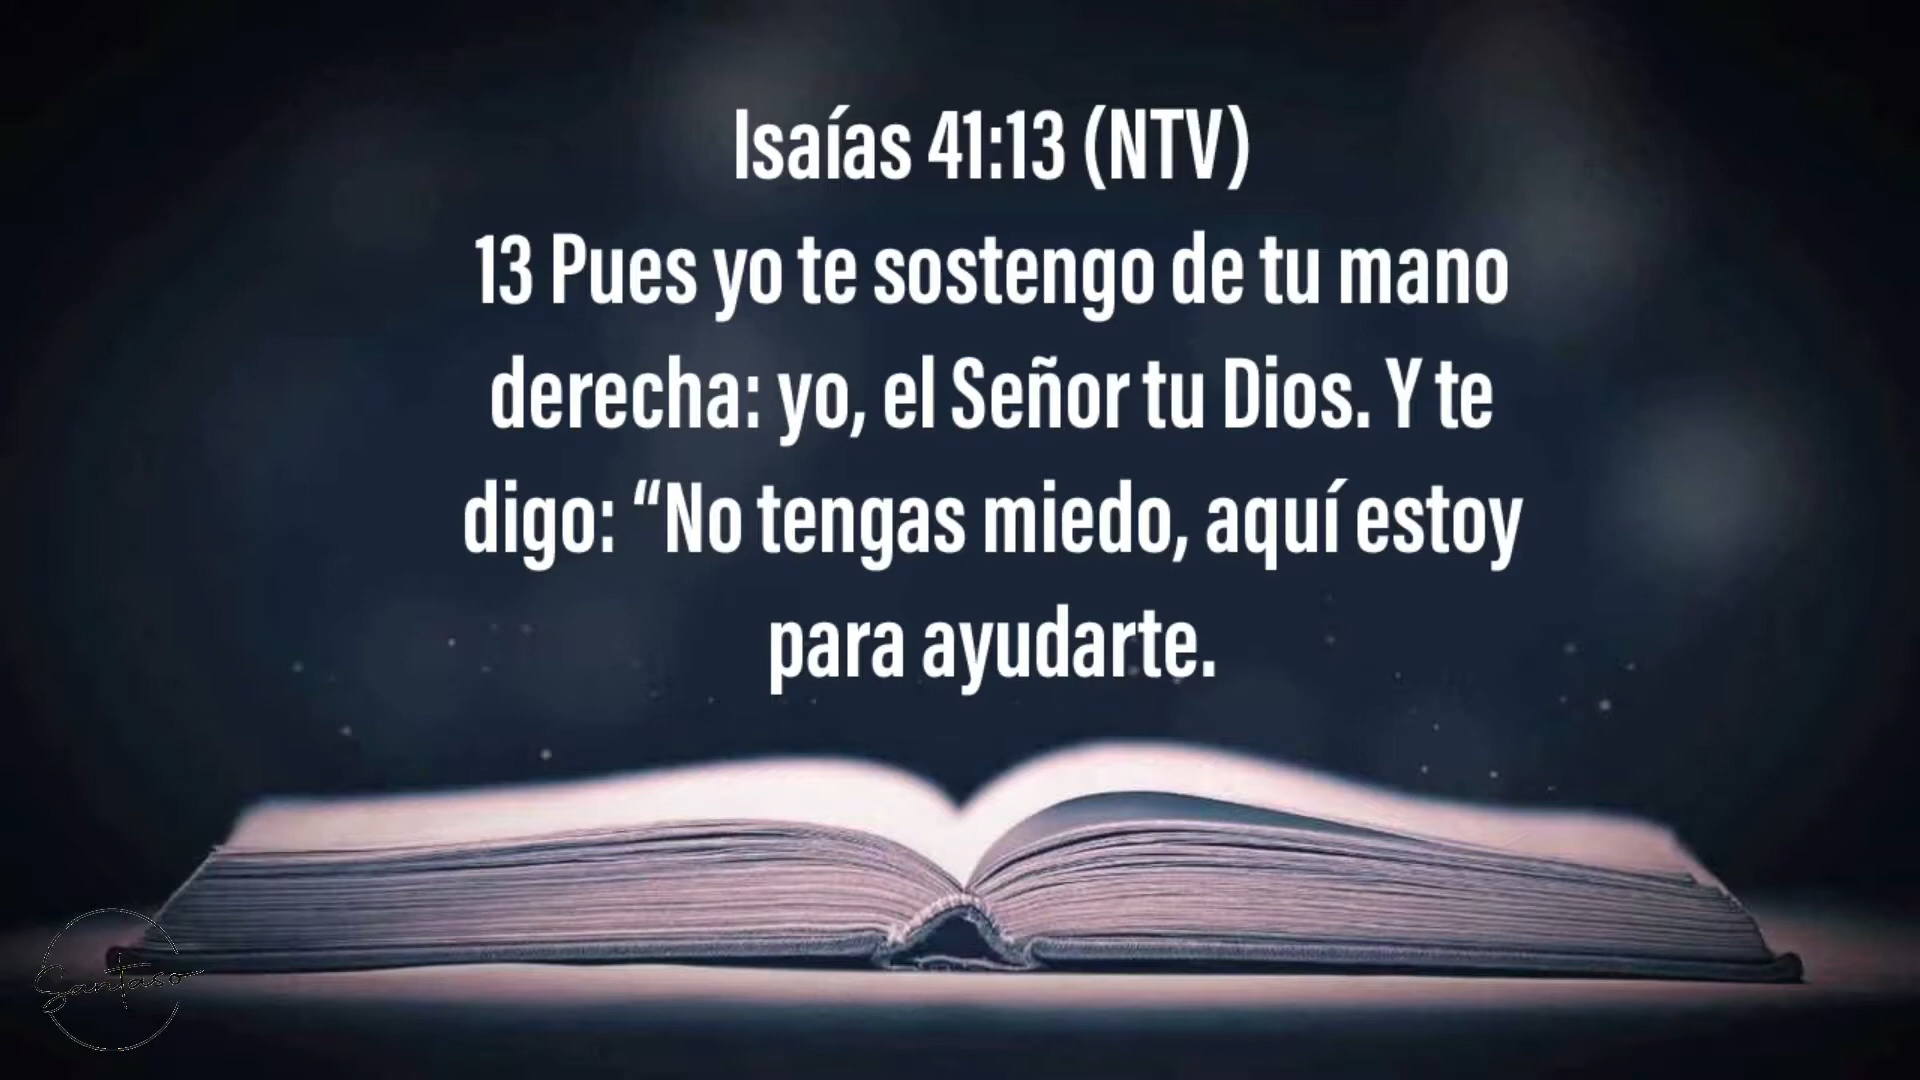 Isaías 41:13 (NTV)
13 Pues yo te sostengo de tu mano
derecha: yo, el Señor tu Dios. Y te
digo: “No tengas miedo, aquí estoy
para ayudarte.
Santaso